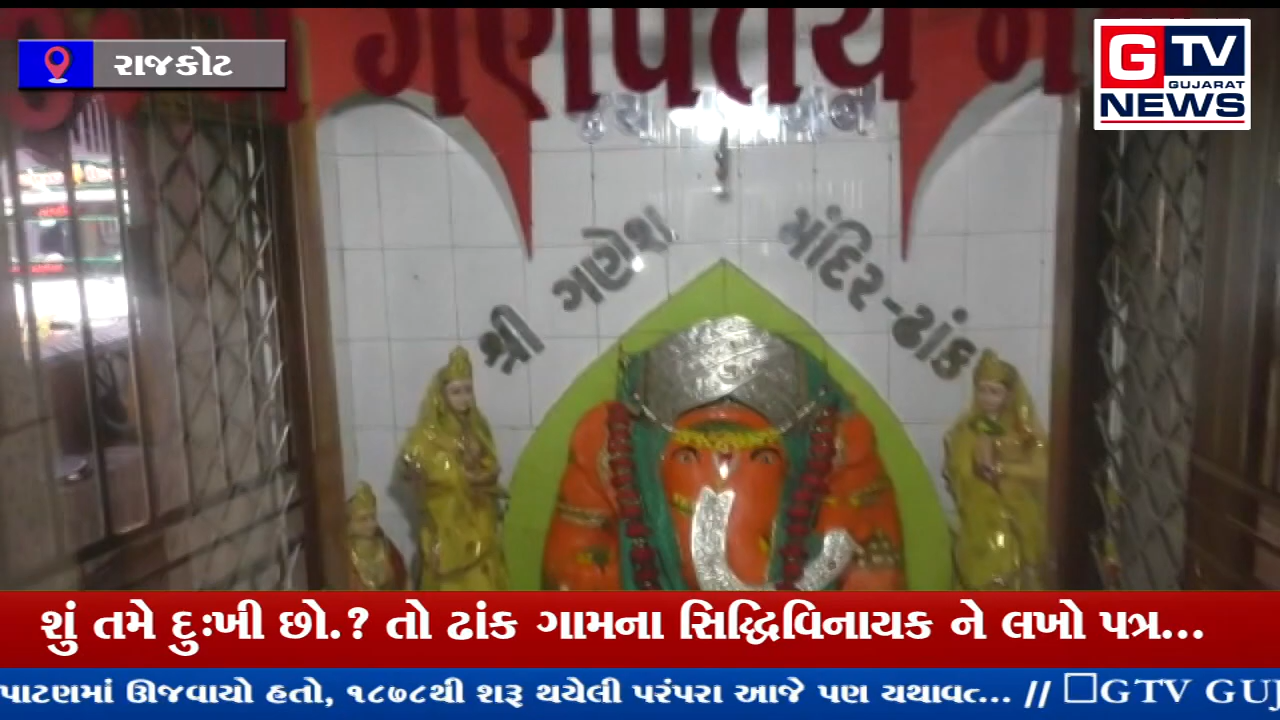 ગણપતયે
રાજકોટ
G TV
GUJARAT
NEWS
શ્રી ગણેશ મંદિર-ઢાંક
શું તમે દુઃખી છો.? તો ઢાંક ગામના સિદ્ધિવિનાયક ને લખો પત્ર...
પાટણમાં ઊજવાયો હતો, ૧૮૭૮થી શરૂ થયેલી પરંપરા આજે પણ યથાવત... // □GTV GUJ